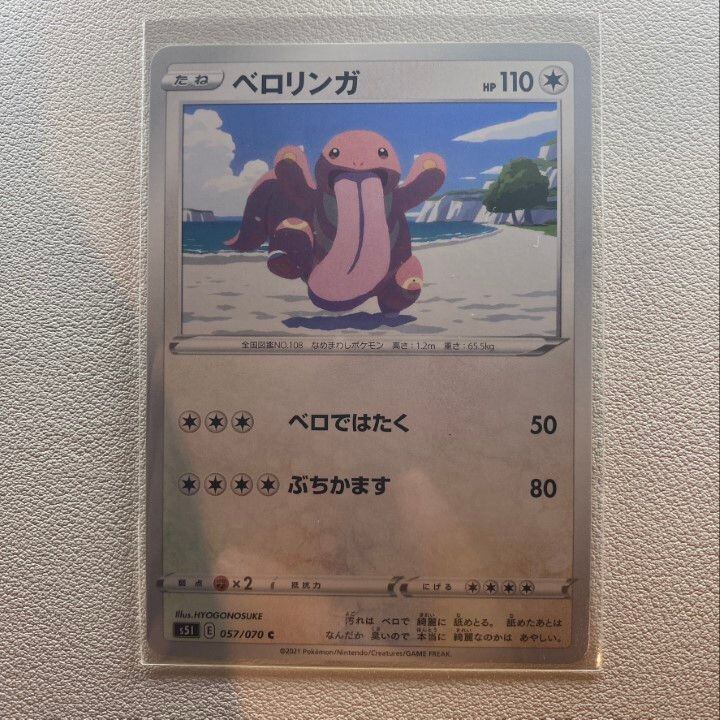 たね ベロリンガ HP 110
全国図鑑NO.108 なめまわしポケモン 高さ:1.2m 重さ:65.5kg
ベロではたく 50
ぶちかます 80
弱点 ×2 抵抗力 にげる
Illus. HYOGONOSUKE
汚れは ベロで 綺麗に 舐めとる。 舐めたあとは
なんだか 臭いので 本当に 綺麗なのかは あやしい。
s5I E 057/070 C
©2021 Pokémon/Nintendo/Creatures/GAME FREAK.